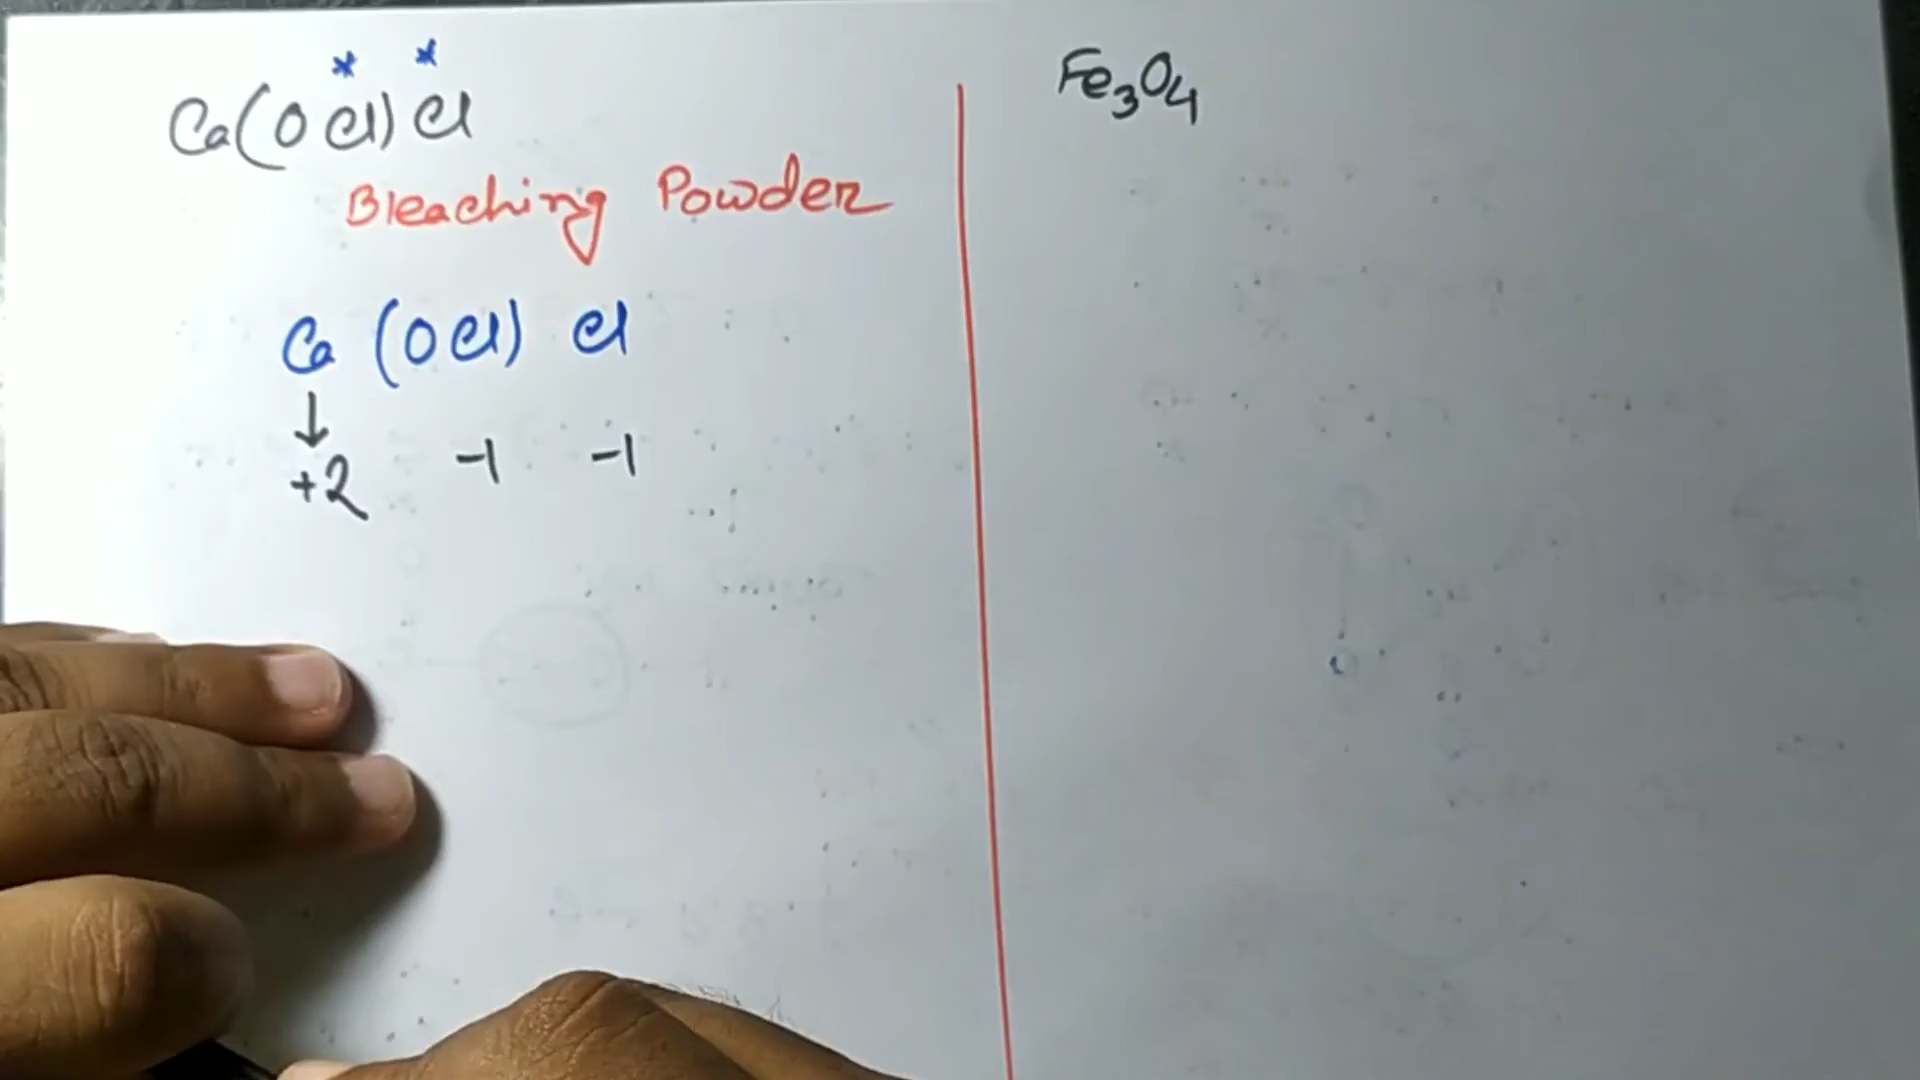 * *
Ca(OCl)Cl
Bleaching Powder
Ca (OCl) Cl
↓
+2 -1 -1
Fe₃O₄